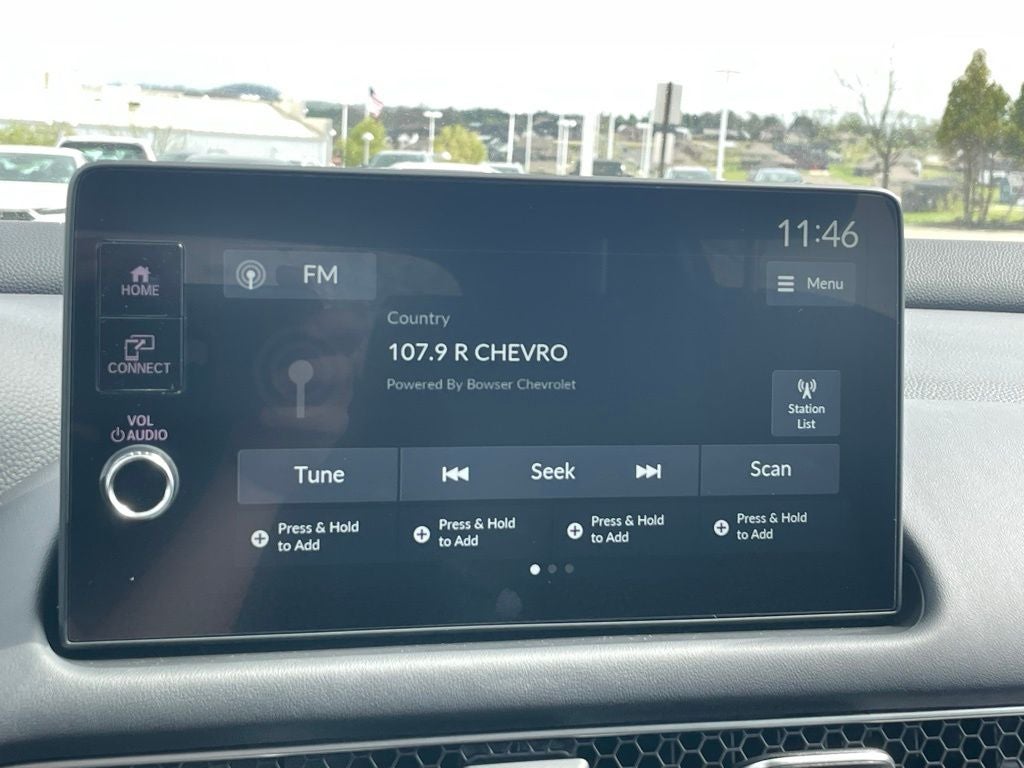 11:46
HOME
FM
Menu
Country
107.9 R CHEVRO
CONNECT
Powered By Bowser Chevrolet
Station
List
VOL
AUDIO
Tune
Seek
Scan
Press & Hold
to Add
Press & Hold
to Add
Press & Hold
to Add
Press & Hold
to Add